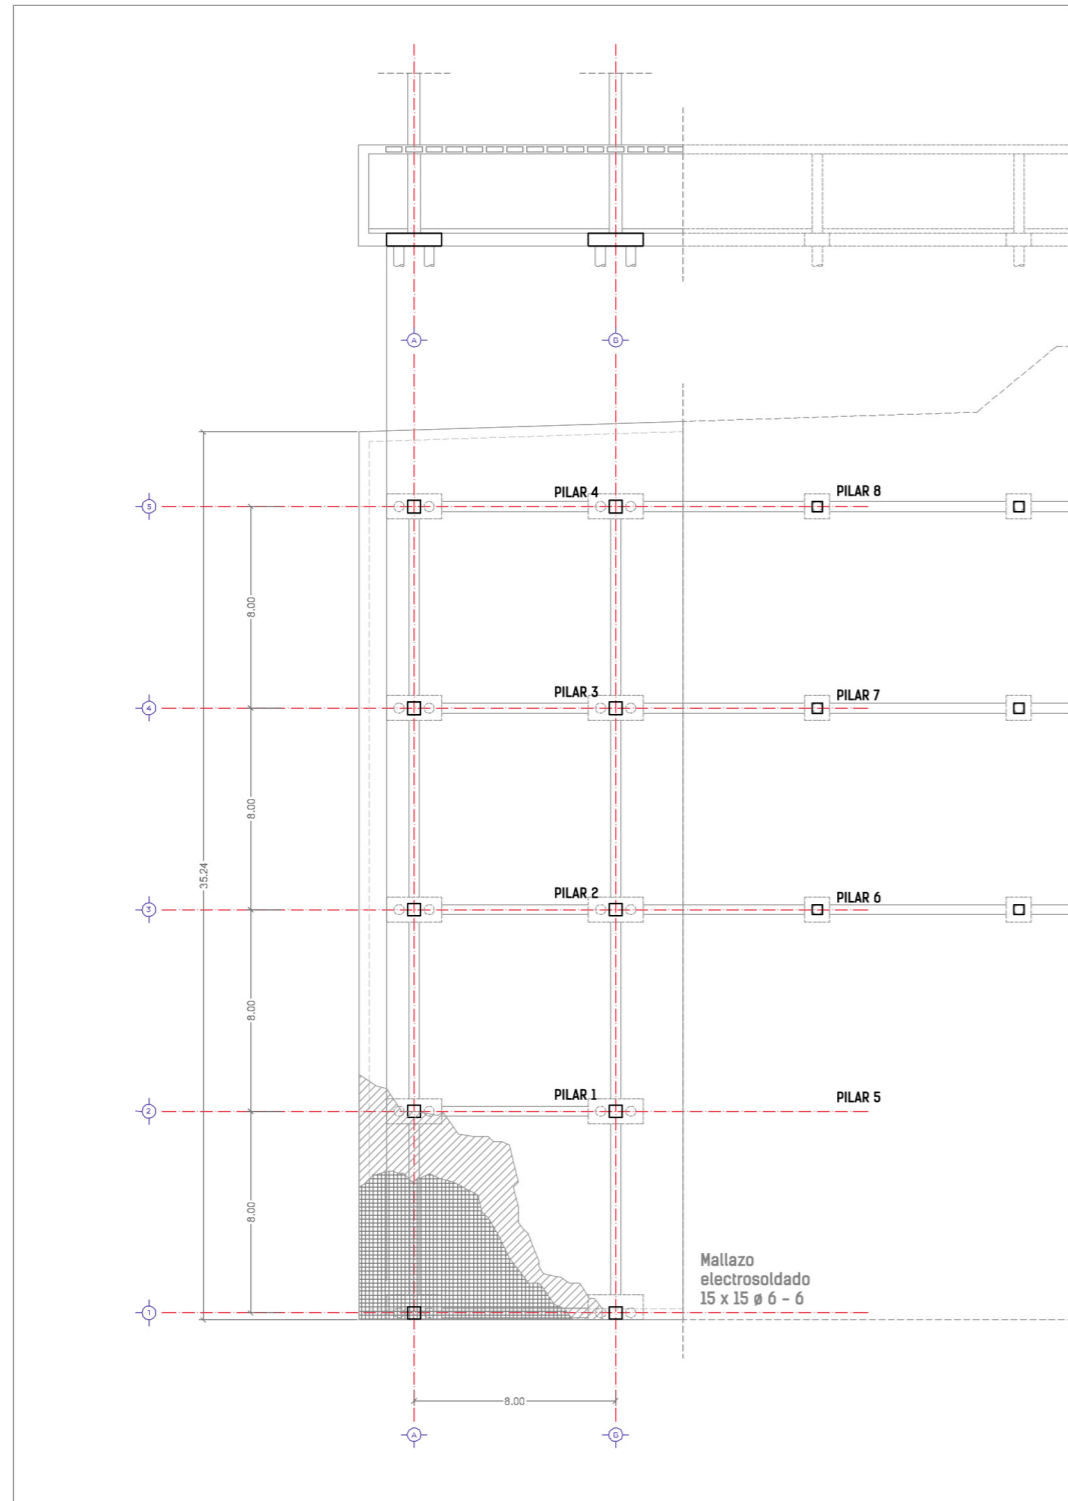 A
B
5
PILAR 4
PILAR 8
8.00
4
PILAR 3
PILAR 7
8.00
35.24
3
PILAR 2
PILAR 6
8.00
2
PILAR 1
PILAR 5
8.00
Mallazo
electrosoldado
15 x 15 ø 6 - 6
1
8.00
A
B